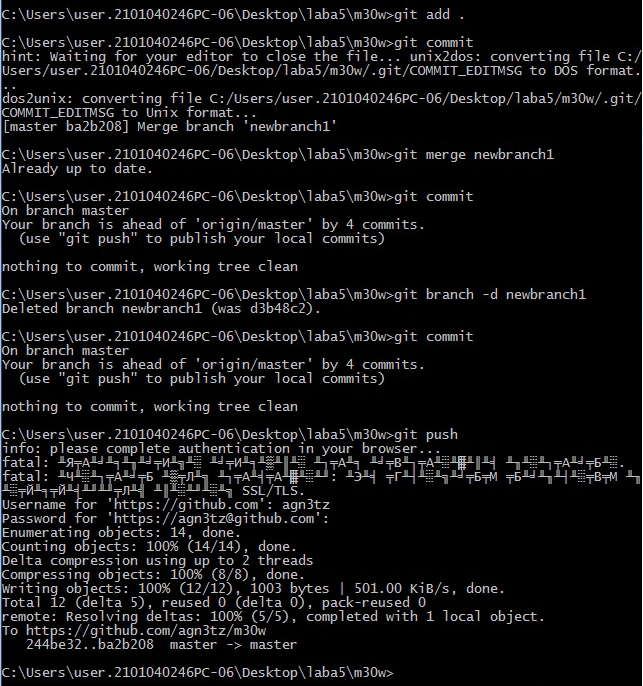 C:\Users\user.2101040246PC-06\Desktop\laba5\m30w>git add .
C:\Users\user.2101040246PC-06\Desktop\laba5\m30w>git commit
hint: Waiting for your editor to close the file... unix2dos: converting file C:/
Users/user.2101040246PC-06/Desktop/laba5/m30w/.git/COMMIT_EDITMSG to DOS format.
..
dos2unix: converting file C:/Users/user.2101040246PC-06/Desktop/laba5/m30w/.git/
COMMIT_EDITMSG to Unix format...
[master ba2b208] Merge branch 'newbranch1'
C:\Users\user.2101040246PC-06\Desktop\laba5\m30w>git merge newbranch1
Already up to date.
C:\Users\user.2101040246PC-06\Desktop\laba5\m30w>git commit
On branch master
Your branch is ahead of 'origin/master' by 4 commits.
  (use "git push" to publish your local commits)
nothing to commit, working tree clean
C:\Users\user.2101040246PC-06\Desktop\laba5\m30w>git branch -d newbranch1
Deleted branch newbranch1 (was d3b48c2).
C:\Users\user.2101040246PC-06\Desktop\laba5\m30w>git commit
On branch master
Your branch is ahead of 'origin/master' by 4 commits.
  (use "git push" to publish your local commits)
nothing to commit, working tree clean
C:\Users\user.2101040246PC-06\Desktop\laba5\m30w>git push
info: please complete authentication in your browser...
fatal:
fatal:
SSL/TLS.
Username for 'https://github.com': agn3tz
Password for 'https://agn3tz@github.com':
Enumerating objects: 14, done.
Counting objects: 100% (14/14), done.
Delta compression using up to 2 threads
Compressing objects: 100% (8/8), done.
Writing objects: 100% (12/12), 1003 bytes | 501.00 KiB/s, done.
Total 12 (delta 5), reused 0 (delta 0), pack-reused 0
remote: Resolving deltas: 100% (5/5), completed with 1 local object.
To https://github.com/agn3tz/m30w
   244be32..ba2b208  master -> master
C:\Users\user.2101040246PC-06\Desktop\laba5\m30w>